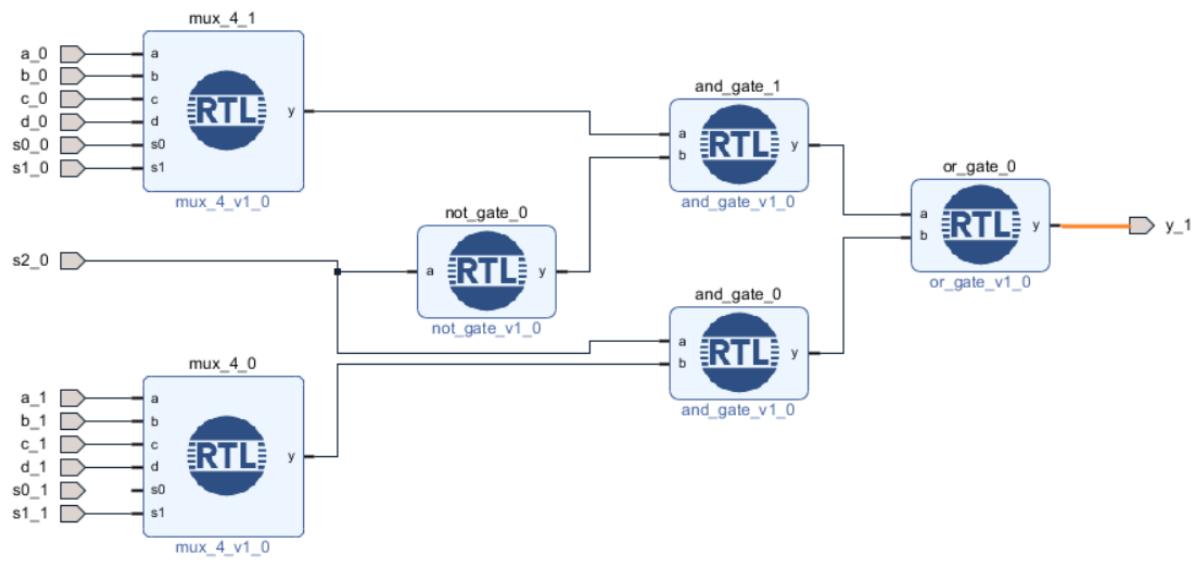 mux_4_1
a_0
b_0
c_0
d_0
s0_0
s1_0
a
b
c
d
s0
s1
RTL
y
mux_4_v1_0
s2_0
not_gate_0
a
RTL
y
not_gate_v1_0
mux_4_0
a_1
b_1
c_1
d_1
s0_1
s1_1
a
b
c
d
s0
s1
RTL
y
mux_4_v1_0
and_gate_1
a
b
RTL
y
and_gate_v1_0
and_gate_0
a
b
RTL
y
and_gate_v1_0
or_gate_0
a
b
RTL
y
or_gate_v1_0
y_1